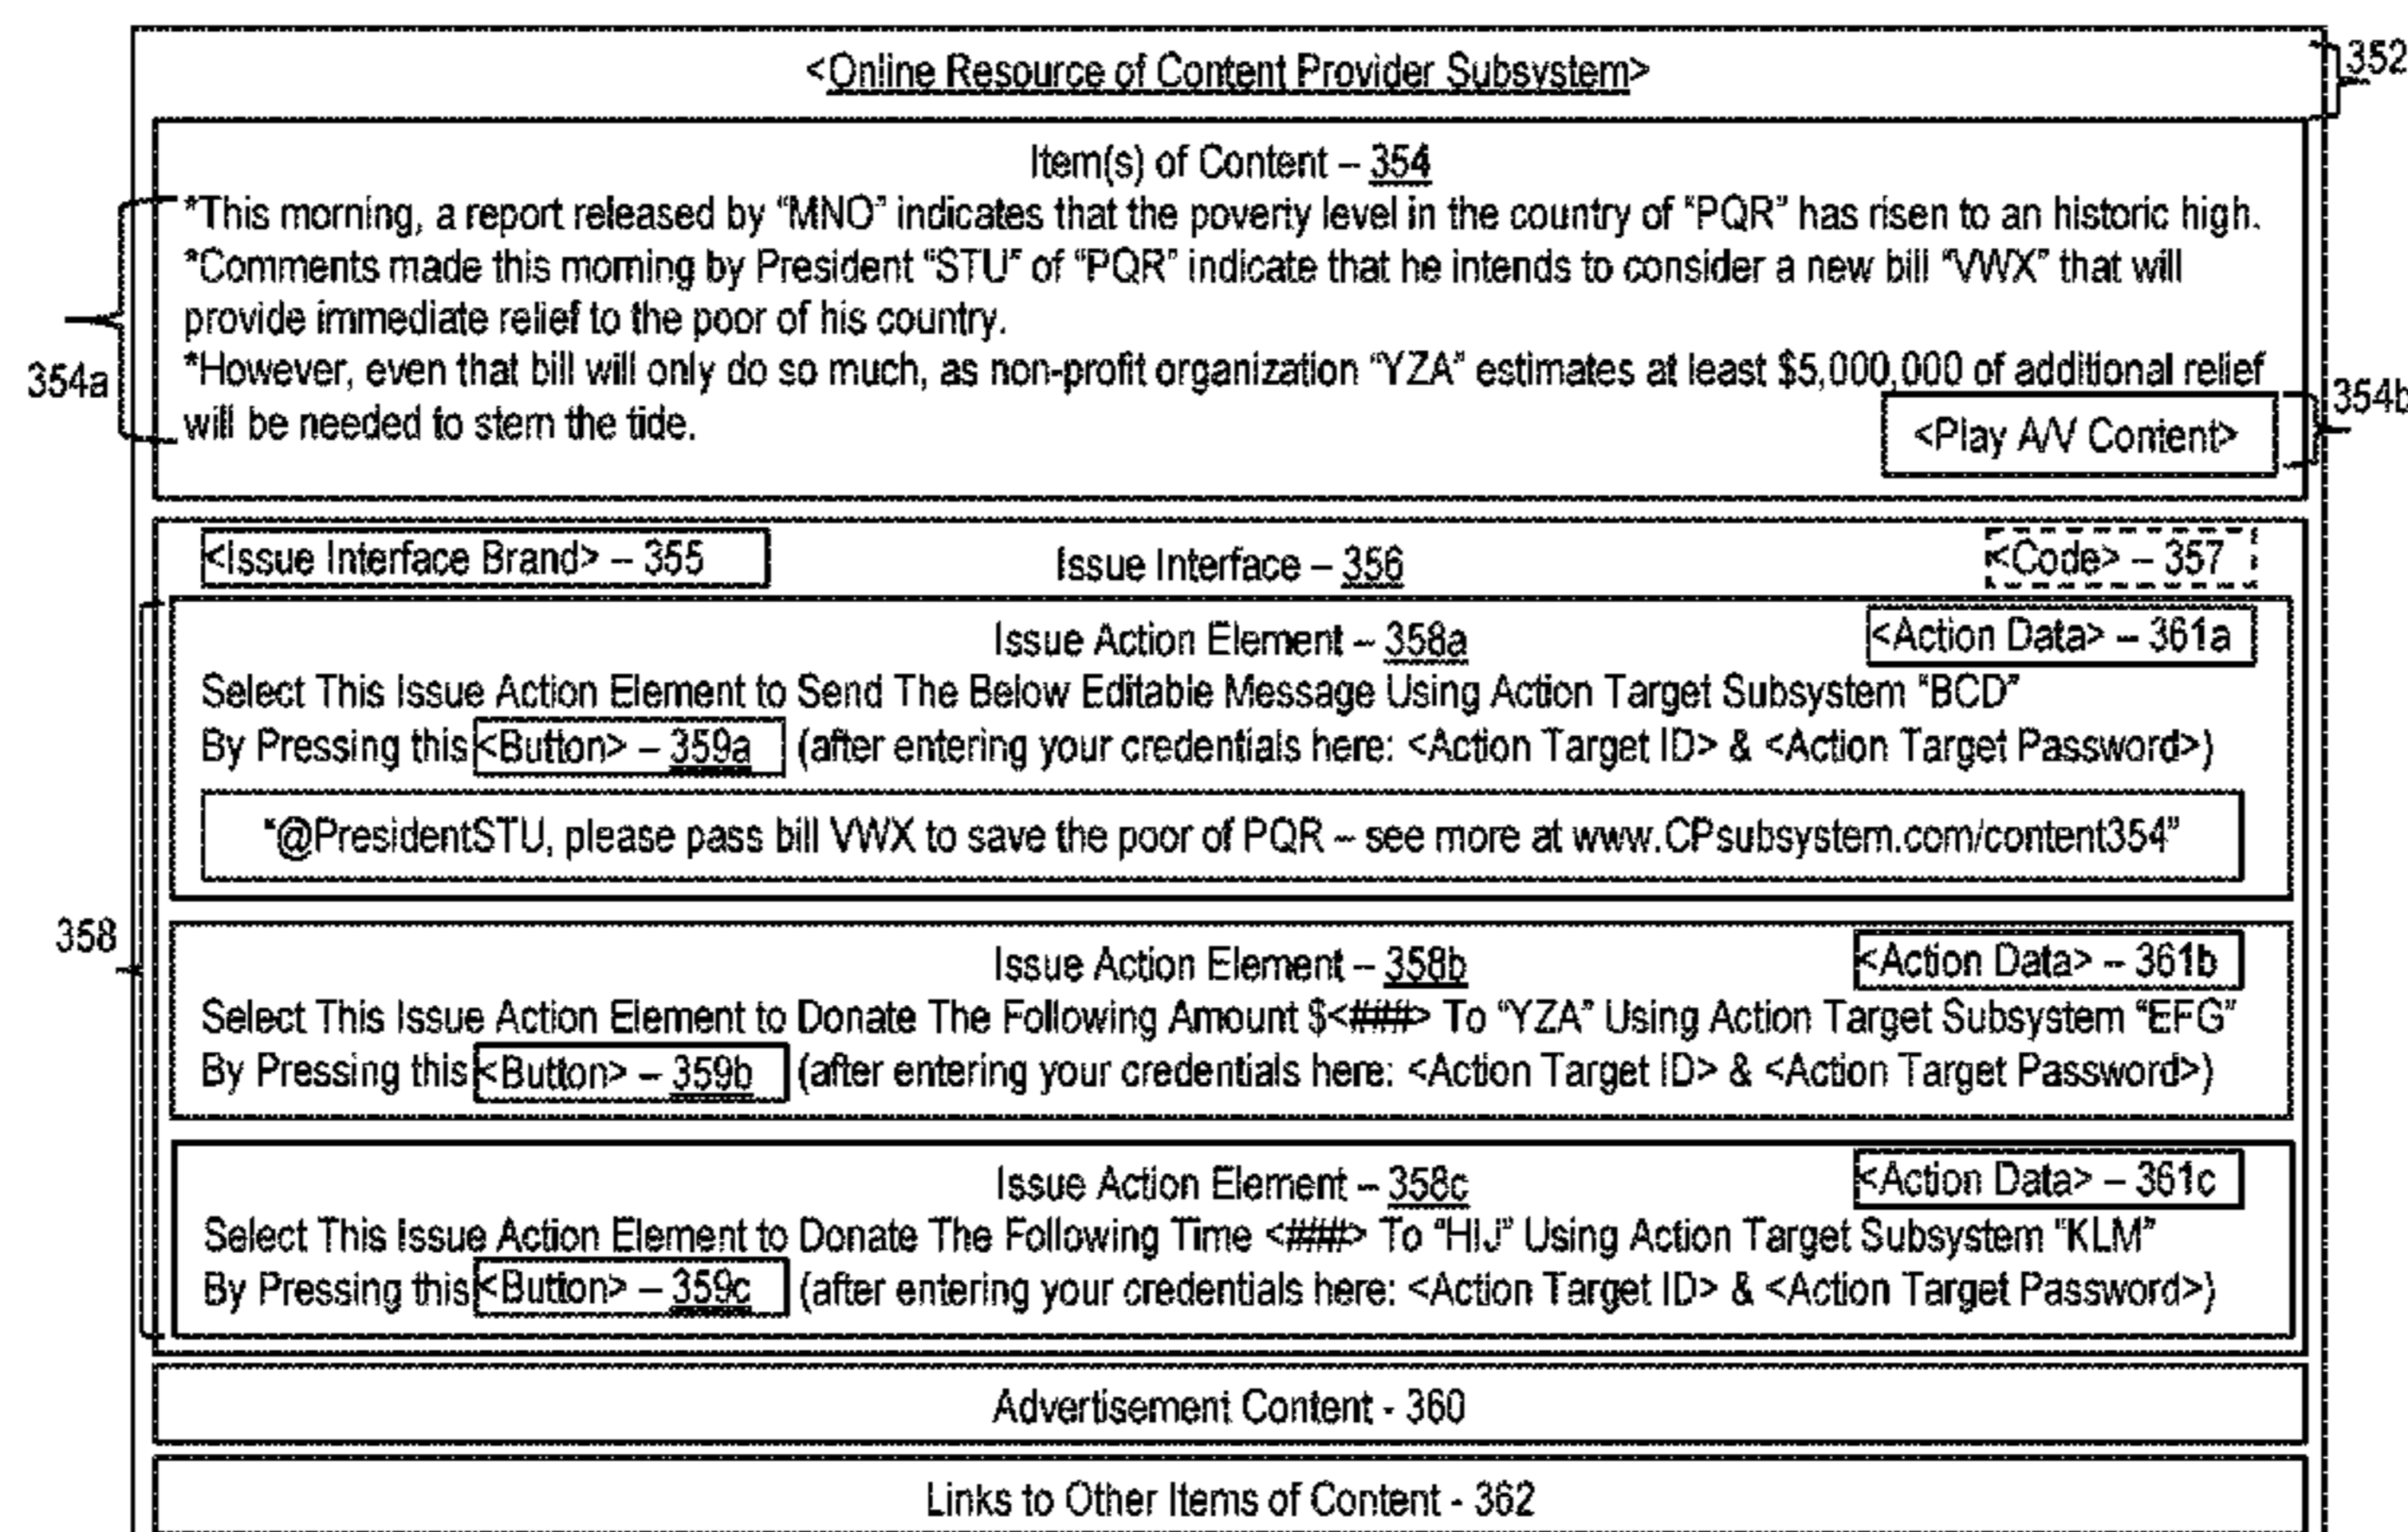 <Online Resource of Content Provider Subsystem>
352
Item(s) of Content – 354
*This morning, a report released by “MNO” indicates that the poverty level in the country of “PQR” has risen to an historic high.
*Comments made this morning by President “STU” of “PQR” indicate that he intends to consider a new bill “VWX” that will
provide immediate relief to the poor of his country.
354a
*However, even that bill will only do so much, as non-profit organization “YZA” estimates at least $5,000,000 of additional relief
will be needed to stem the tide.
<Play A/V Content>
354b
<Issue Interface Brand> – 355
Issue Interface – 356
<Code> – 357
358
Issue Action Element – 358a
<Action Data> – 361a
Select This Issue Action Element to Send The Below Editable Message Using Action Target Subsystem “BCD”
By Pressing this <Button> – 359a (after entering your credentials here: <Action Target ID> & <Action Target Password>)
“@PresidentSTU, please pass bill VWX to save the poor of PQR – see more at www.CPsubsystem.com/content354”
Issue Action Element – 358b
<Action Data> – 361b
Select This Issue Action Element to Donate The Following Amount $<###> To “YZA” Using Action Target Subsystem “EFG”
By Pressing this <Button> – 359b (after entering your credentials here: <Action Target ID> & <Action Target Password>)
Issue Action Element – 358c
<Action Data> – 361c
Select This Issue Action Element to Donate The Following Time <###> To “HIJ” Using Action Target Subsystem “KLM”
By Pressing this <Button> – 359c (after entering your credentials here: <Action Target ID> & <Action Target Password>)
Advertisement Content - 360
Links to Other Items of Content - 362